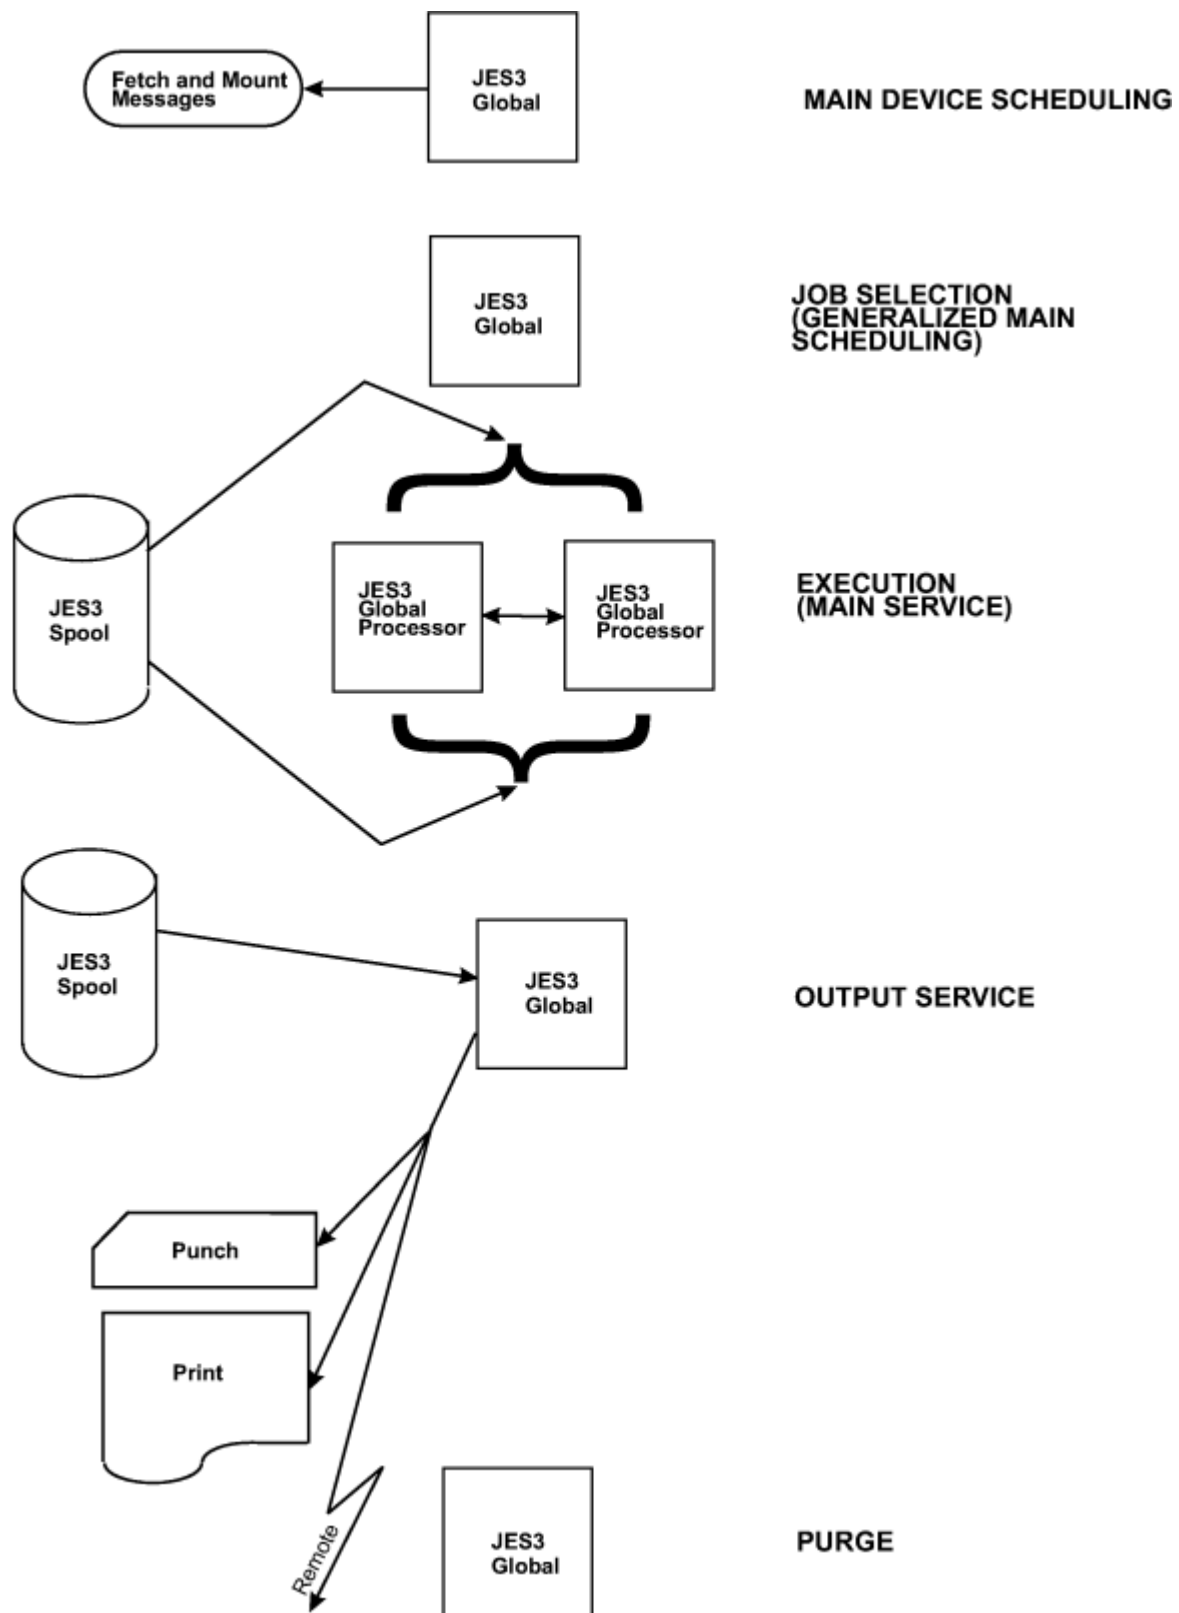 Fetch and Mount
Messages
JES3
Global
MAIN DEVICE SCHEDULING
JES3
Global
JOB SELECTION
(GENERALIZED MAIN
SCHEDULING)
JES3
Spool
JES3
Global
Processor
JES3
Global
Processor
EXECUTION
(MAIN SERVICE)
JES3
Spool
JES3
Global
OUTPUT SERVICE
Punch
Print
Remote
JES3
Global
PURGE